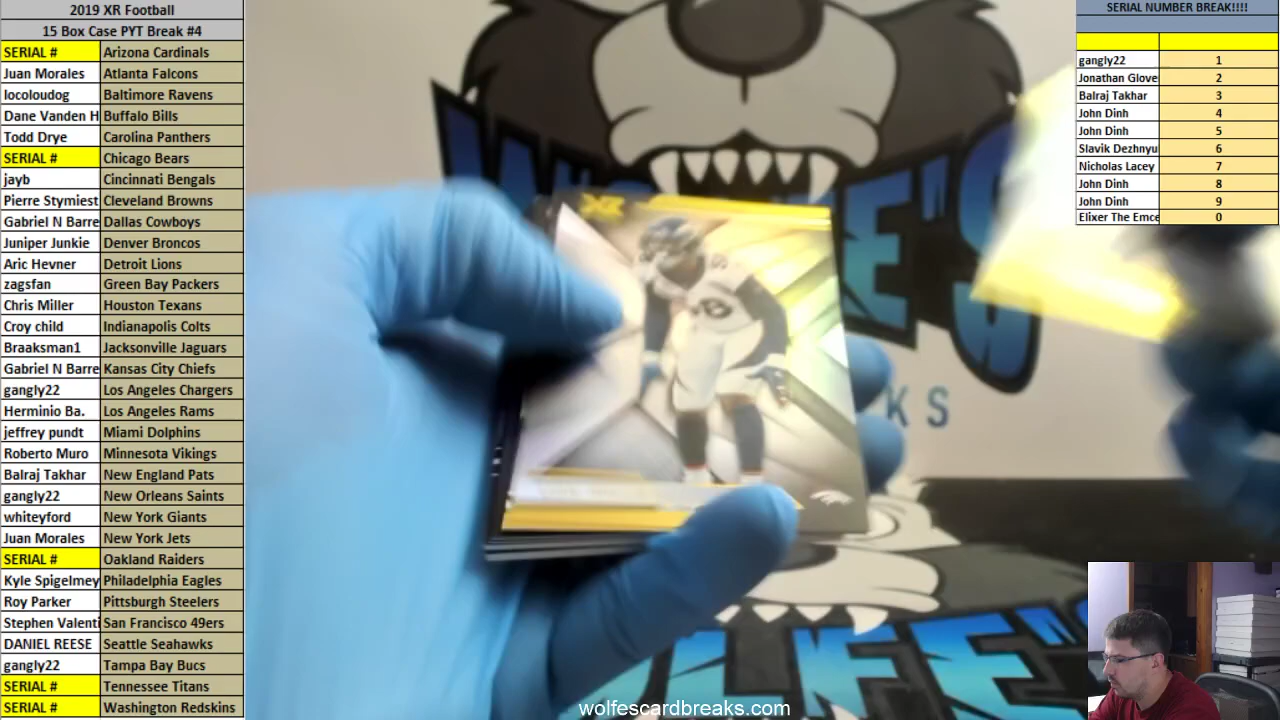 2019 XR Football
15 Box Case PYT Break #4
SERIAL # Arizona Cardinals
Juan Morales Atlanta Falcons
locoloudog Baltimore Ravens
Dane Vanden H Buffalo Bills
Todd Drye Carolina Panthers
SERIAL # Chicago Bears
jayb Cincinnati Bengals
Pierre Stymiest Cleveland Browns
Gabriel N Barre Dallas Cowboys
Juniper Junkie Denver Broncos
Aric Hevner Detroit Lions
zagsfan Green Bay Packers
Chris Miller Houston Texans
Croy child Indianapolis Colts
Braaksman1 Jacksonville Jaguars
Gabriel N Barre Kansas City Chiefs
gangly22 Los Angeles Chargers
Herminio Ba. Los Angeles Rams
jeffrey pundt Miami Dolphins
Roberto Muro Minnesota Vikings
Balraj Takhar New England Pats
gangly22 New Orleans Saints
whiteyford New York Giants
Juan Morales New York Jets
SERIAL # Oakland Raiders
Kyle Spigelmey Philadelphia Eagles
Roy Parker Pittsburgh Steelers
Stephen Valenti San Francisco 49ers
DANIEL REESE Seattle Seahawks
gangly22 Tampa Bay Bucs
SERIAL # Tennessee Titans
SERIAL # Washington Redskins
SERIAL NUMBER BREAK!!!!
gangly22 1
Jonathan Glove 2
Balraj Takhar 3
John Dinh 4
John Dinh 5
Slavik Dezhnyu 6
Nicholas Lacey 7
John Dinh 8
John Dinh 9
Elixer The Emce 0
XR
wolfescardbreaks.com